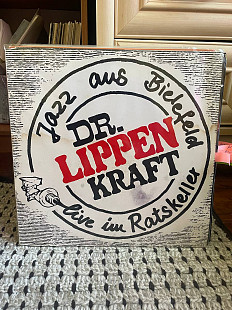 Jazz aus Bielefeld
DR.
LIPPEN
KRAFT
live im Ratskeller